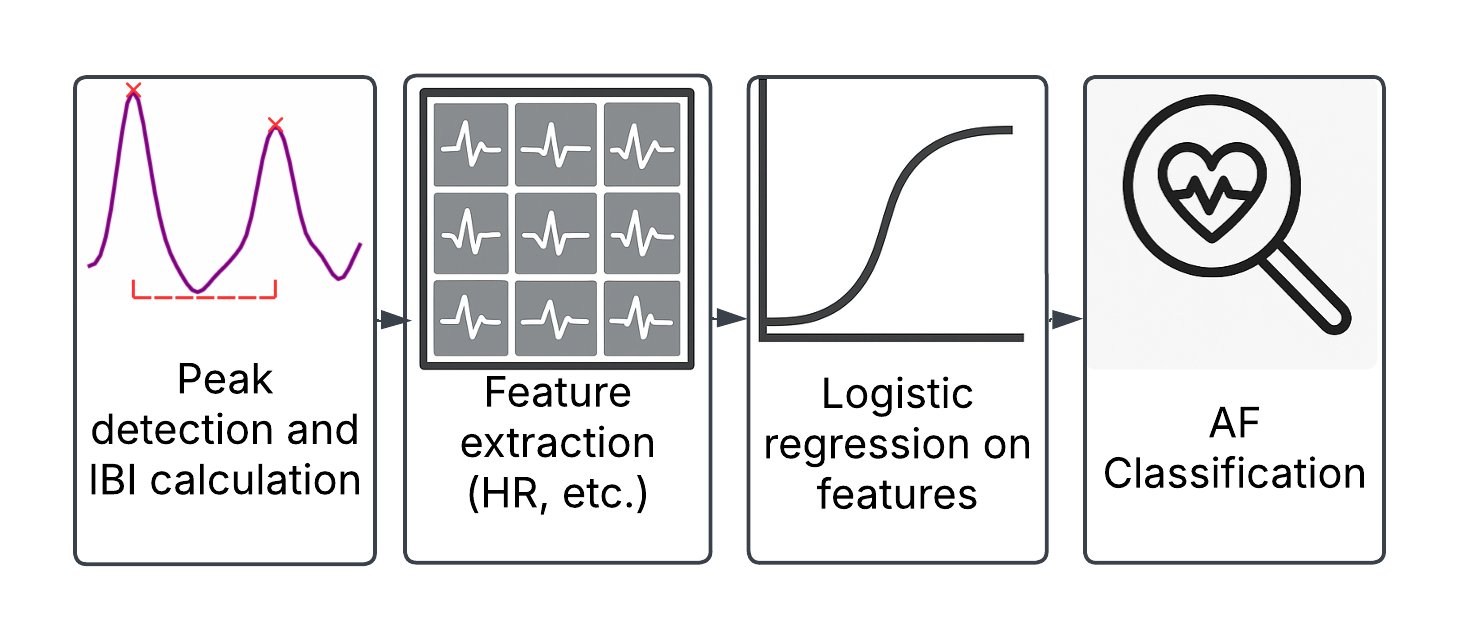 Peak
detection and
IBI calculation
Feature
extraction
(HR, etc.)
Logistic
regression on
features
AF
Classification